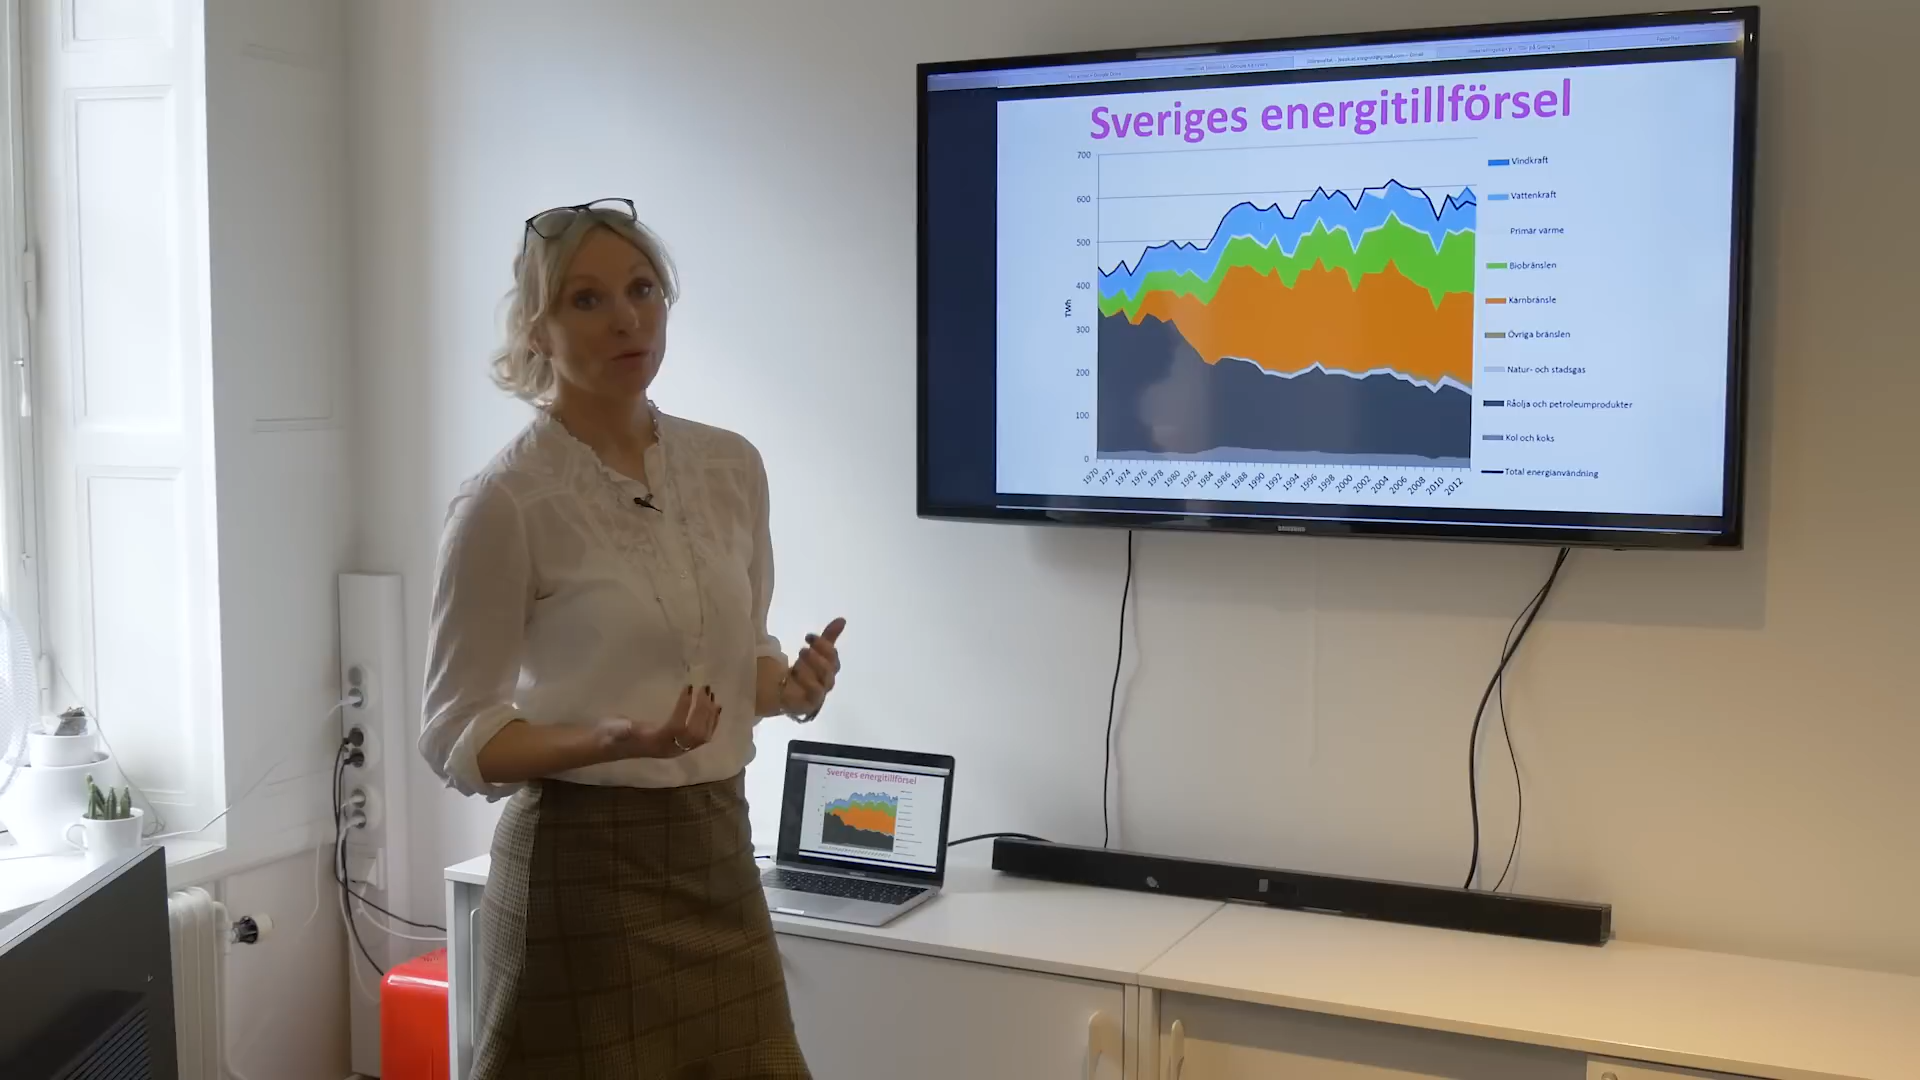 Sveriges energitillförsel
700
600
500
400
300
200
100
0
TWh
1970
1972
1974
1976
1978
1980
1982
1984
1986
1988
1990
1992
1994
1996
1998
2000
2002
2004
2006
2008
2010
2012
Vindkraft
Vattenkraft
Primär värme
Biobränslen
Kärnbränsle
Övriga bränslen
Natur- och stadsgas
Råolja och petroleumprodukter
Kol och koks
Total energianvändning
SAMSUNG
Sveriges energitillförsel